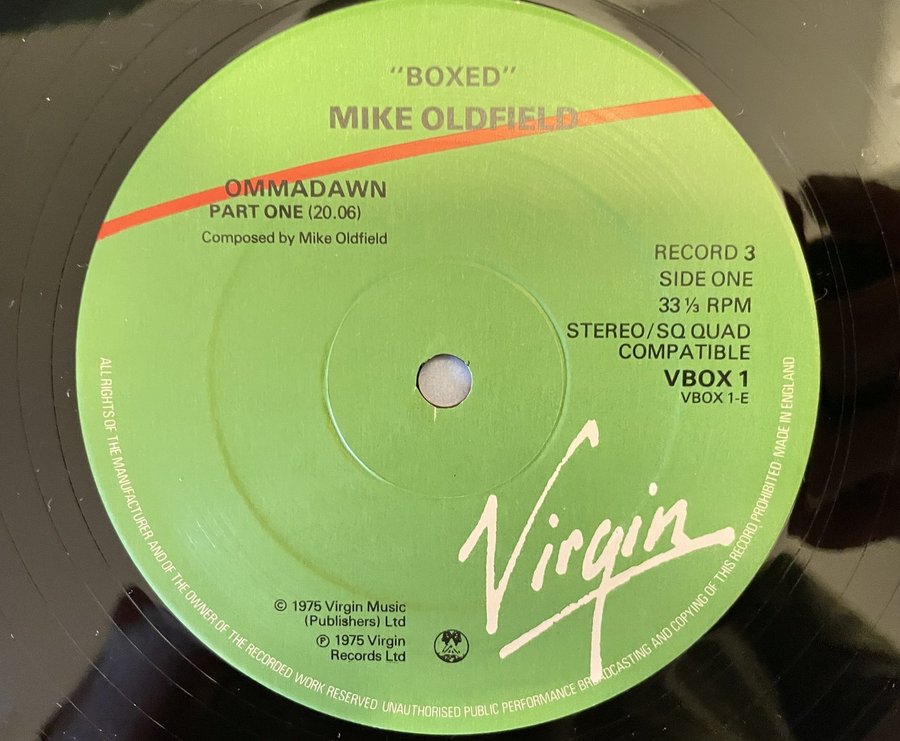 "BOXED"
MIKE OLDFIELD
OMMADAWN
PART ONE (20.06)
Composed by Mike Oldfield
RECORD 3
SIDE ONE
33 ⅓ RPM
STEREO/SQ QUAD
COMPATIBLE
VBOX 1
VBOX 1-E
Virgin
© 1975 Virgin Music
(Publishers) Ltd
℗ 1975 Virgin
Records Ltd
ALL RIGHTS OF THE MANUFACTURER AND OF THE OWNER OF THE RECORDED WORK RESERVED UNAUTHORISED PUBLIC PERFORMANCE BROADCASTING AND COPYING OF THIS RECORD PROHIBITED MADE IN ENGLAND